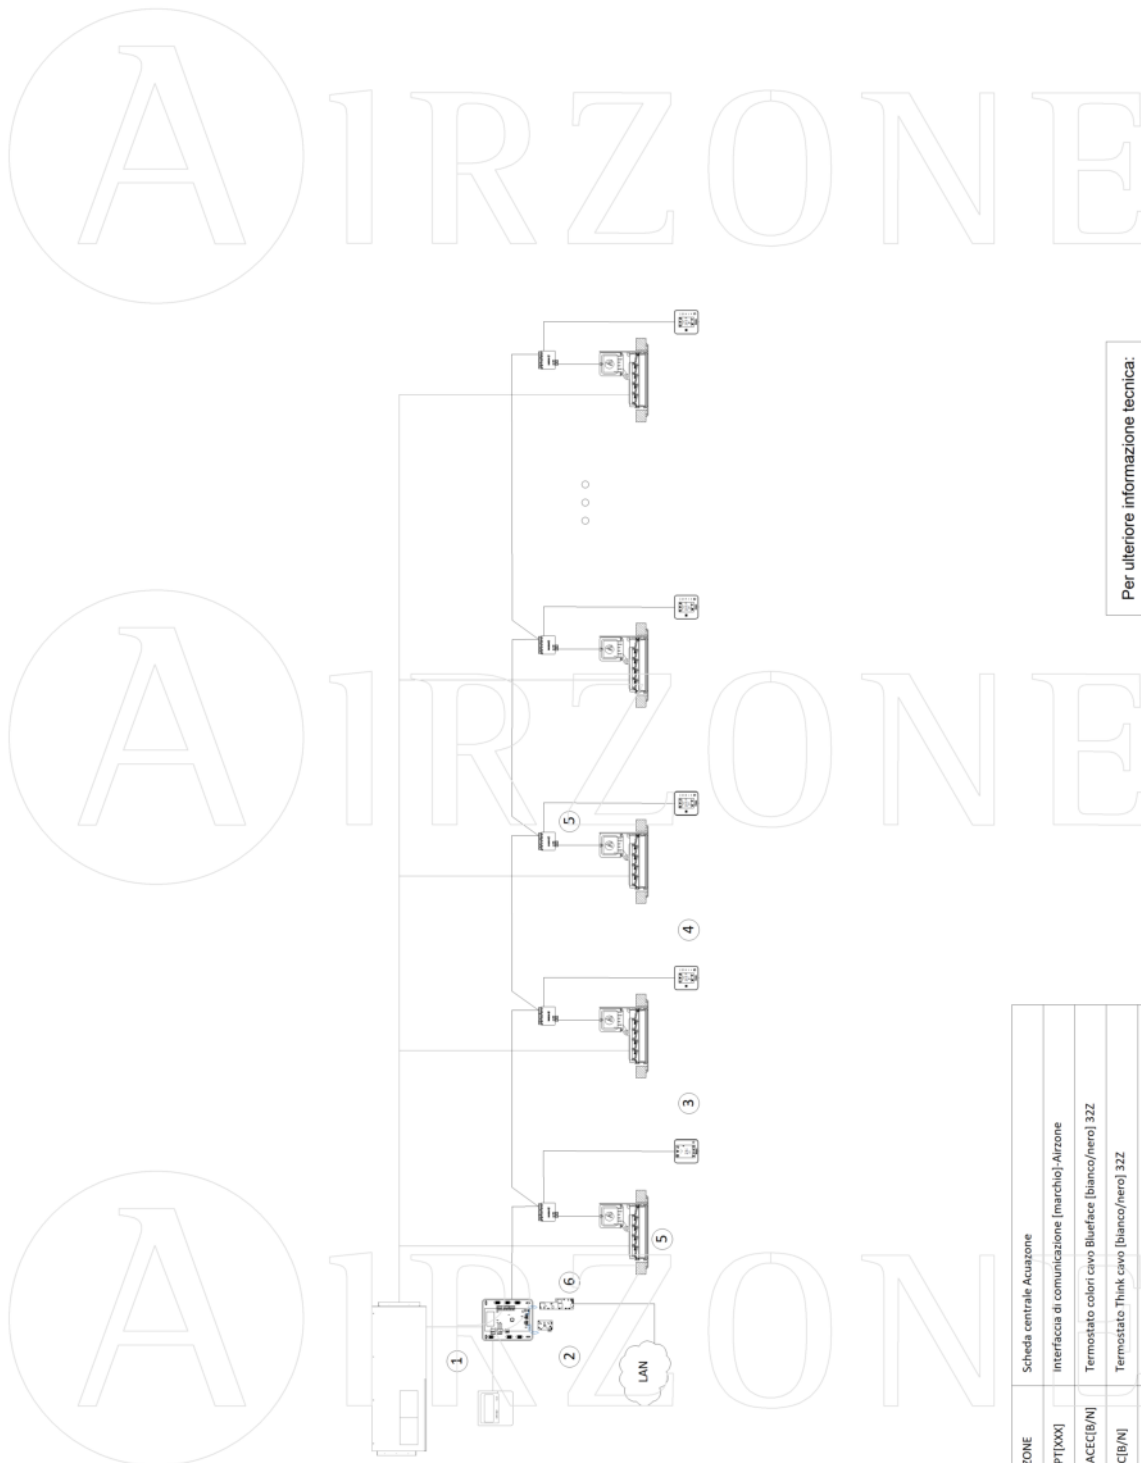 AIRZONE
AIRZONE
AIRZONE
1
2
3
4
5
5
6
LAN
Per ulteriore informazione tecnica:
ZONE
Scheda centrale Acuazone
PT[XXX]
Interfaccia di comunicazione [marchio]-Airzone
ACEC[B/N]
Termostato colori cavo Blueface [bianco/nero] 32Z
C[B/N]
Termostato Think cavo [bianco/nero] 32Z